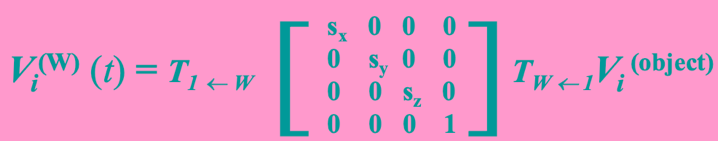 V_i^(W) (t) = T_1←W [ s_x 0 0 0 ] T_W←1 V_i^(object)
0 s_y 0 0
0 0 s_z 0
0 0 0 1